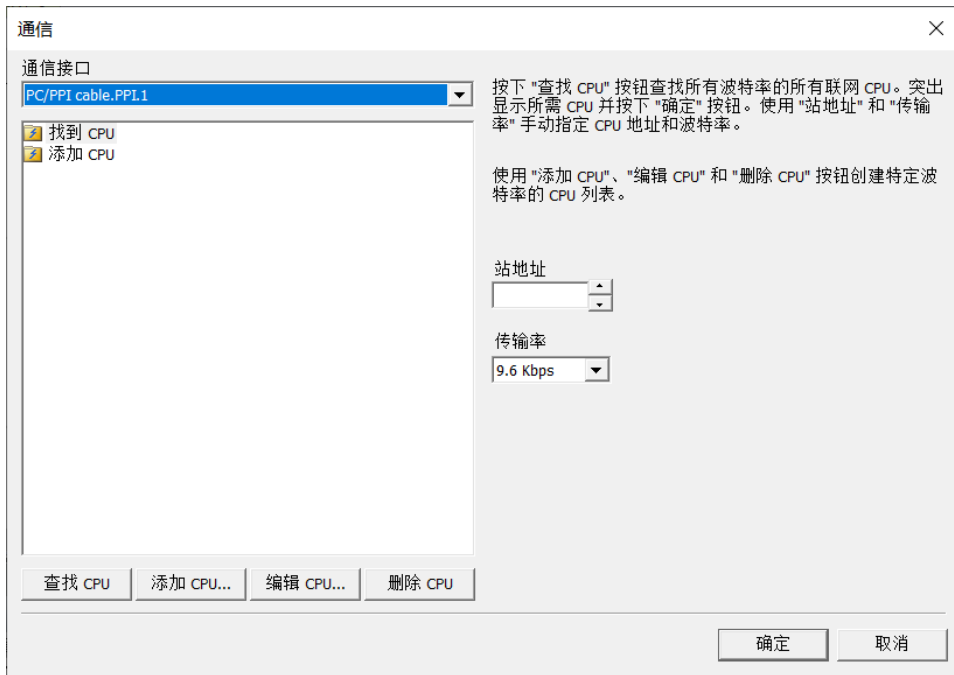 通信
通信接口
PC/PPI cable.PPI.1
找到 CPU
添加 CPU
按下 "查找 CPU" 按钮查找所有波特率的所有联网 CPU。突出
显示所需 CPU 并按下 "确定" 按钮。使用 "站地址" 和 "传输
率" 手动指定 CPU 地址和波特率。
使用 "添加 CPU"、"编辑 CPU" 和 "删除 CPU" 按钮创建特定波
特率的 CPU 列表。
站地址
传输率
9.6 Kbps
查找 CPU 添加 CPU... 编辑 CPU... 删除 CPU
确定 取消